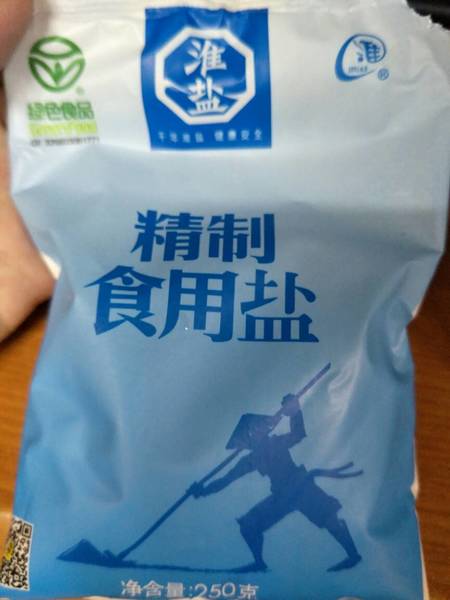 绿色食品
淮盐
千年淮盐 健康安全
精制
食用盐
净含量:250克